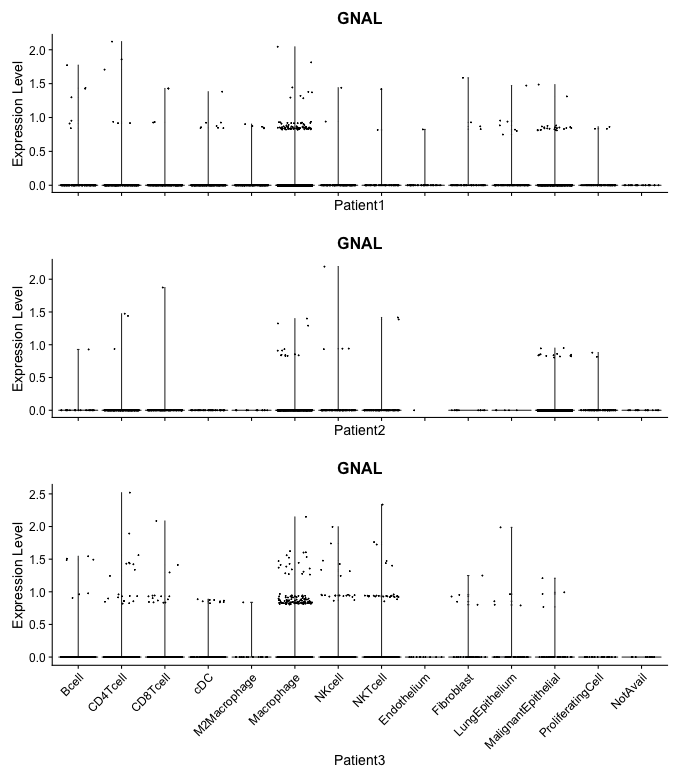 GNAL
Expression Level
2.0
1.5
1.0
0.5
0.0
Patient1
GNAL
Expression Level
2.0
1.5
1.0
0.5
0.0
Patient2
GNAL
Expression Level
2.5
2.0
1.5
1.0
0.5
0.0
Bcell
CD4Tcell
CD8Tcell
cDC
M2Macrophage
Macrophage
NKcell
NKTcell
Endothelium
Fibroblast
LungEpithelium
MalignantEpithelial
ProliferatingCell
NotAvail
Patient3